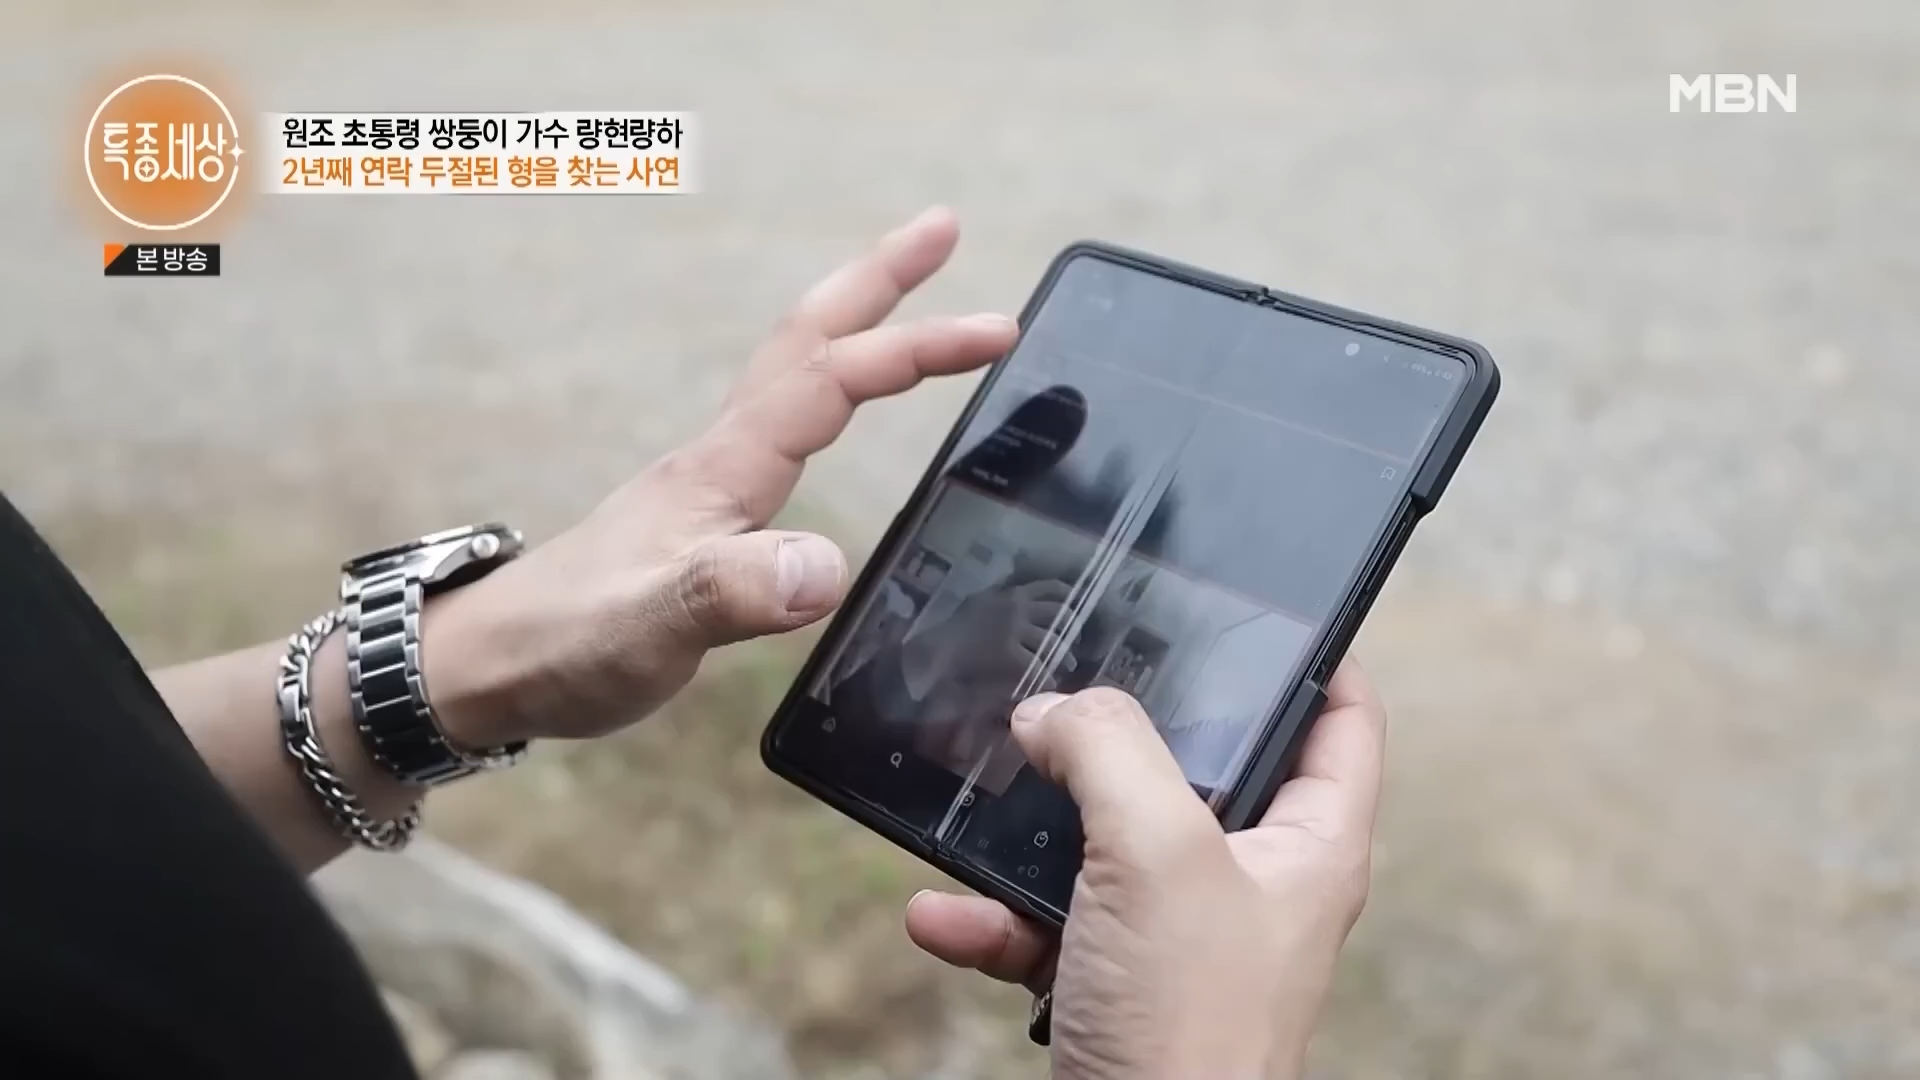 특종세상
원조 초통령 쌍둥이 가수 량현량하
2년째 연락 두절된 형을 찾는 사연
본 방송
MBN